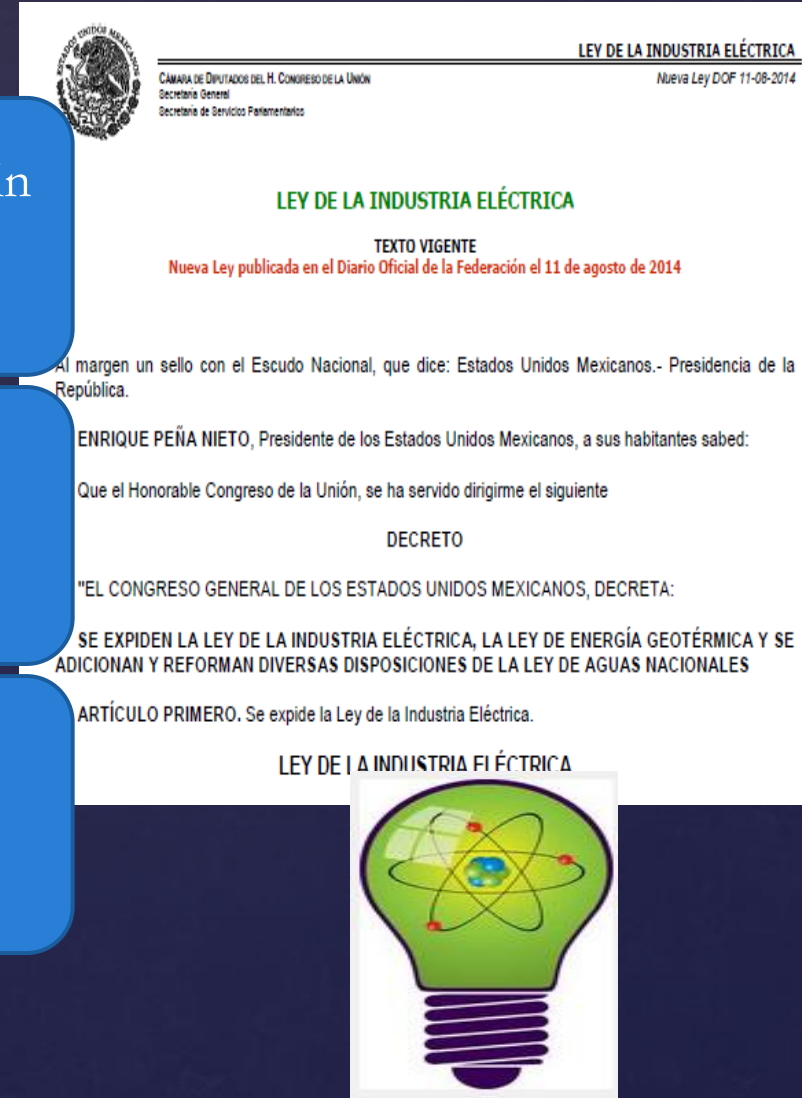 LEY DE LA INDUSTRIA ELÉCTRICA
CÁMARA DE DIPUTADOS DEL H. CONGRESO DE LA UNIÓN
Nueva Ley DOF 11-08-2014
Secretaría General
Secretaría de Servicios Parlamentarios
LEY DE LA INDUSTRIA ELÉCTRICA
TEXTO VIGENTE
Nueva Ley publicada en el Diario Oficial de la Federación el 11 de agosto de 2014
Al margen un sello con el Escudo Nacional, que dice: Estados Unidos Mexicanos.- Presidencia de la
República.
ENRIQUE PEÑA NIETO, Presidente de los Estados Unidos Mexicanos, a sus habitantes sabed:
Que el Honorable Congreso de la Unión, se ha servido dirigirme el siguiente
DECRETO
"EL CONGRESO GENERAL DE LOS ESTADOS UNIDOS MEXICANOS, DECRETA:
SE EXPIDEN LA LEY DE LA INDUSTRIA ELÉCTRICA, LA LEY DE ENERGÍA GEOTÉRMICA Y SE
ADICIONAN Y REFORMAN DIVERSAS DISPOSICIONES DE LA LEY DE AGUAS NACIONALES
ARTÍCULO PRIMERO. Se expide la Ley de la Industria Eléctrica.
LEY DE LA INDUSTRIA ELÉCTRICA